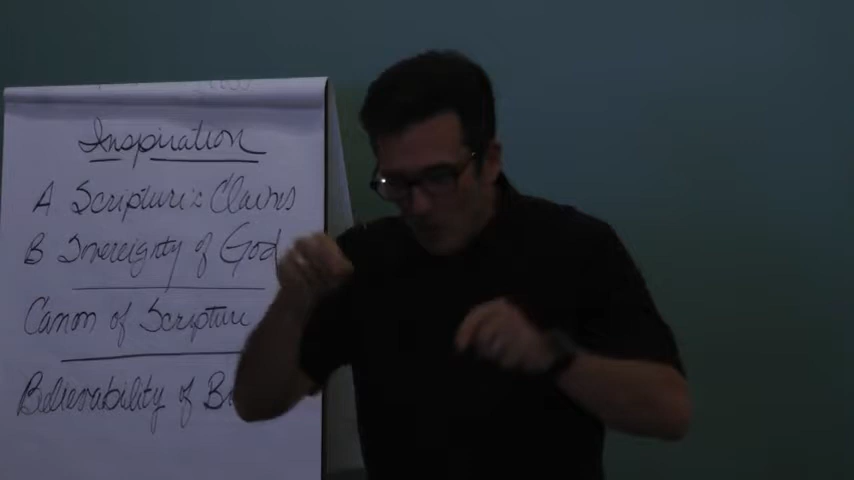 Inspiration
A Scripture's Claims
B Sovereignty of God
Canon of Scripture
Believability of B